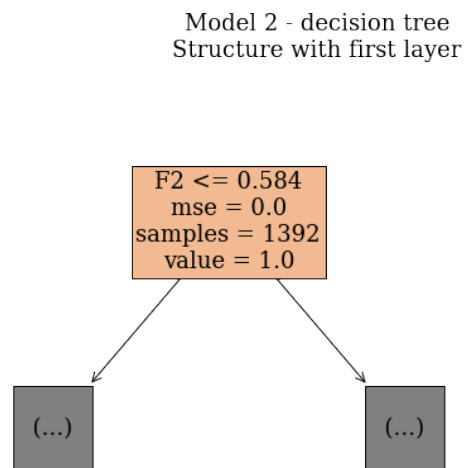 Model 2 - decision tree
Structure with first layer
F2 <= 0.584
mse = 0.0
samples = 1392
value = 1.0
(...)
(...)